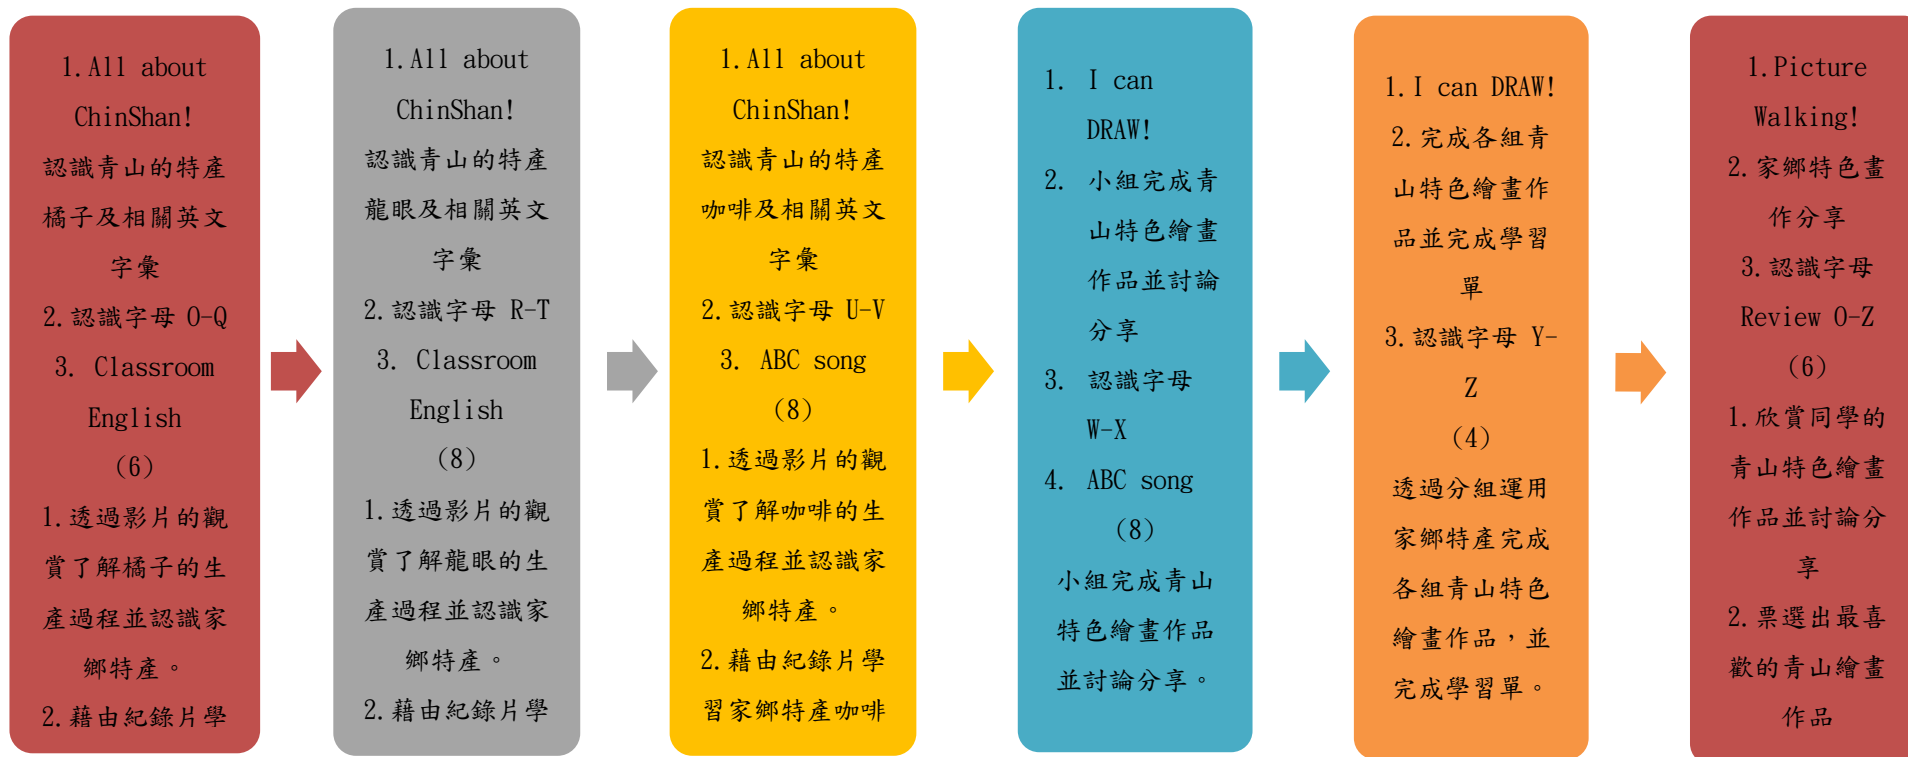 1.All about
ChinShan!
認識青山的特產
橘子及相關英文
字彙
2.認識字母 O-Q
3. Classroom
English
(6)
1.透過影片的觀
賞了解橘子的生
產過程並認識家
鄉特產。
2.藉由紀錄片學
1.All about
ChinShan!
認識青山的特產
龍眼及相關英文
字彙
2.認識字母 R-T
3. Classroom
English
(8)
1.透過影片的觀
賞了解龍眼的生
產過程並認識家
鄉特產。
2.藉由紀錄片學
1.All about
ChinShan!
認識青山的特產
咖啡及相關英文
字彙
2.認識字母 U-V
3. ABC song
(8)
1.透過影片的觀
賞了解咖啡的生
產過程並認識家
鄉特產。
2.藉由紀錄片學
習家鄉特產咖啡
1. I can
DRAW!
2. 小組完成青
山特色繪畫
作品並討論
分享
3. 認識字母
W-X
4. ABC song
(8)
小組完成青山
特色繪畫作品
並討論分享。
1.I can DRAW!
2.完成各組青
山特色繪畫作
品並完成學習
單
3.認識字母 Y-
Z
(4)
透過分組運用
家鄉特產完成
各組青山特色
繪畫作品，並
完成學習單。
1.Picture
Walking!
2.家鄉特色畫
作分享
3.認識字母
Review O-Z
(6)
1.欣賞同學的
青山特色繪畫
作品並討論分
享
2.票選出最喜
歡的青山繪畫
作品